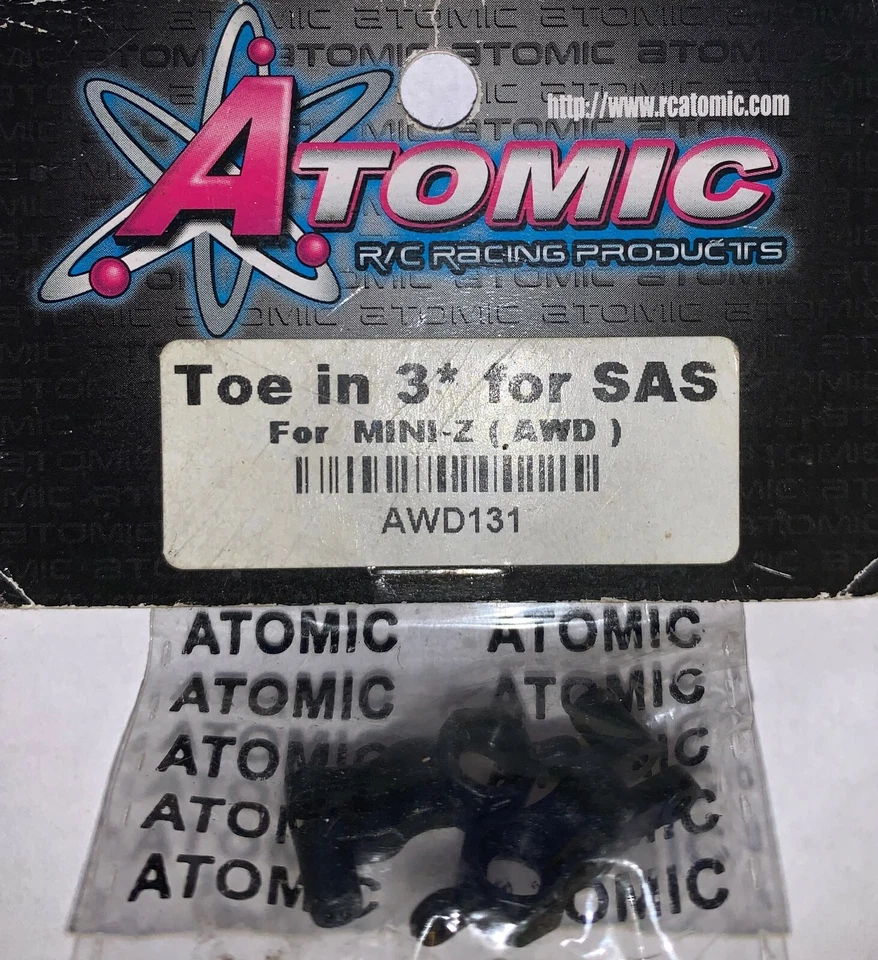 http://www.rcatomic.com
ATOMIC
R/C RACING PRODUCTS
Toe in 3* for SAS
For MINI-Z ( AWD )
AWD131
ATOMIC ATOMIC
ATOMIC ATOMIC
ATOMIC
ATOMIC
ATOMIC OMIC